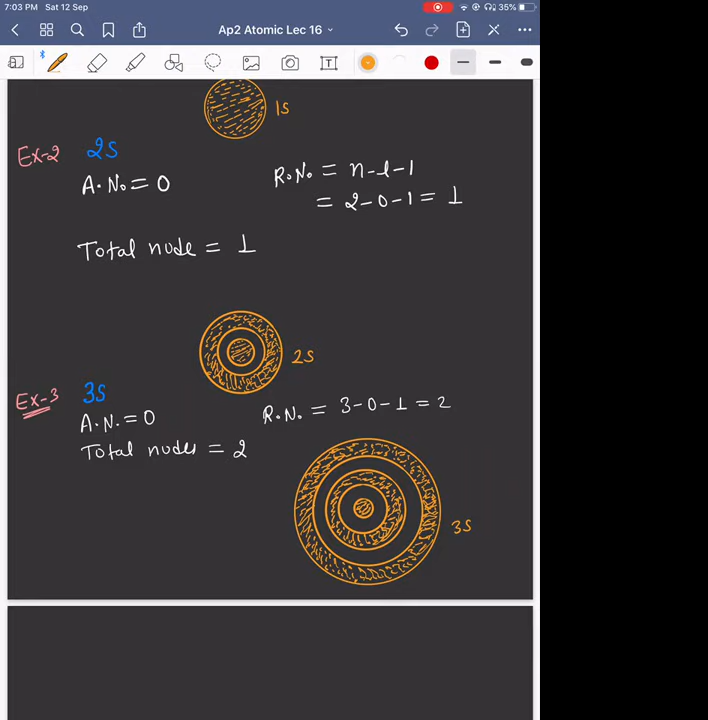 7:03 PM Sat 12 Sep
35%
Ap2 Atomic Lec 16
T
1s
Ex-2 2s
A.No = 0
R.No = n-l-1
= 2-0-1 = 1
Total node = 1
2s
Ex-3 3s
A.N. = 0
R.N. = 3-0-1 = 2
Total nodes = 2
3s